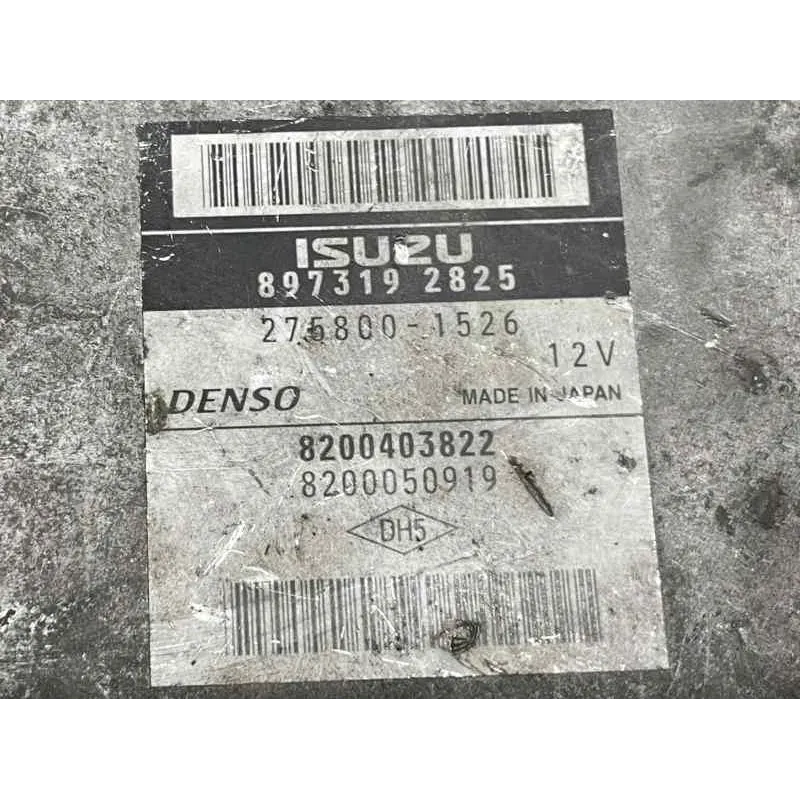 ISUZU
897319 2825
275800-1526
12V
DENSO MADE IN JAPAN
8200403822
8200050919
DH5